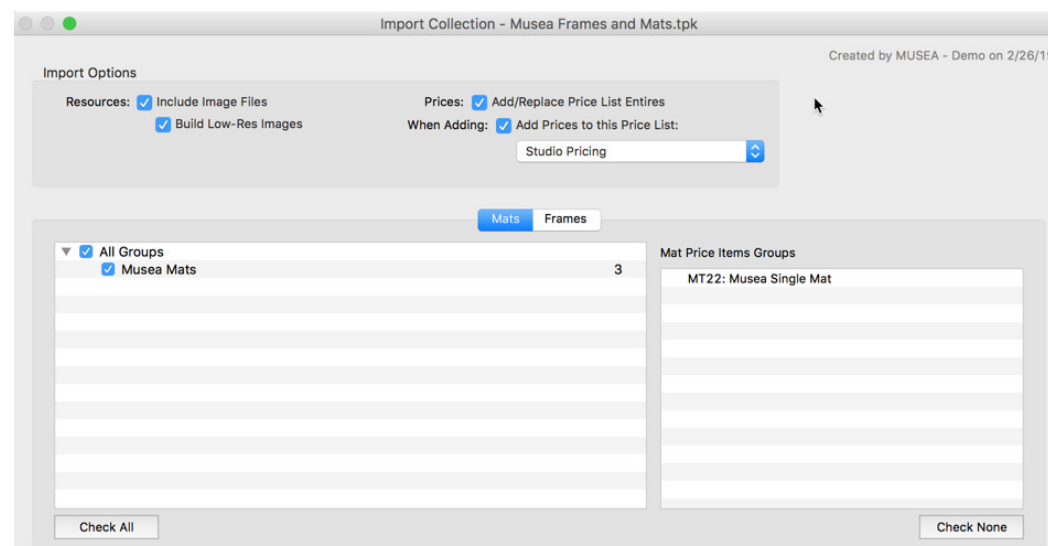 Import Collection - Musea Frames and Mats.tpk
Created by MUSEA - Demo on 2/26/1
Import Options
Resources: Include Image Files
Build Low-Res Images
Prices: Add/Replace Price List Entires
When Adding: Add Prices to this Price List:
Studio Pricing
Mats Frames
All Groups
Musea Mats 3
Mat Price Items Groups
MT22: Musea Single Mat
Check All
Check None